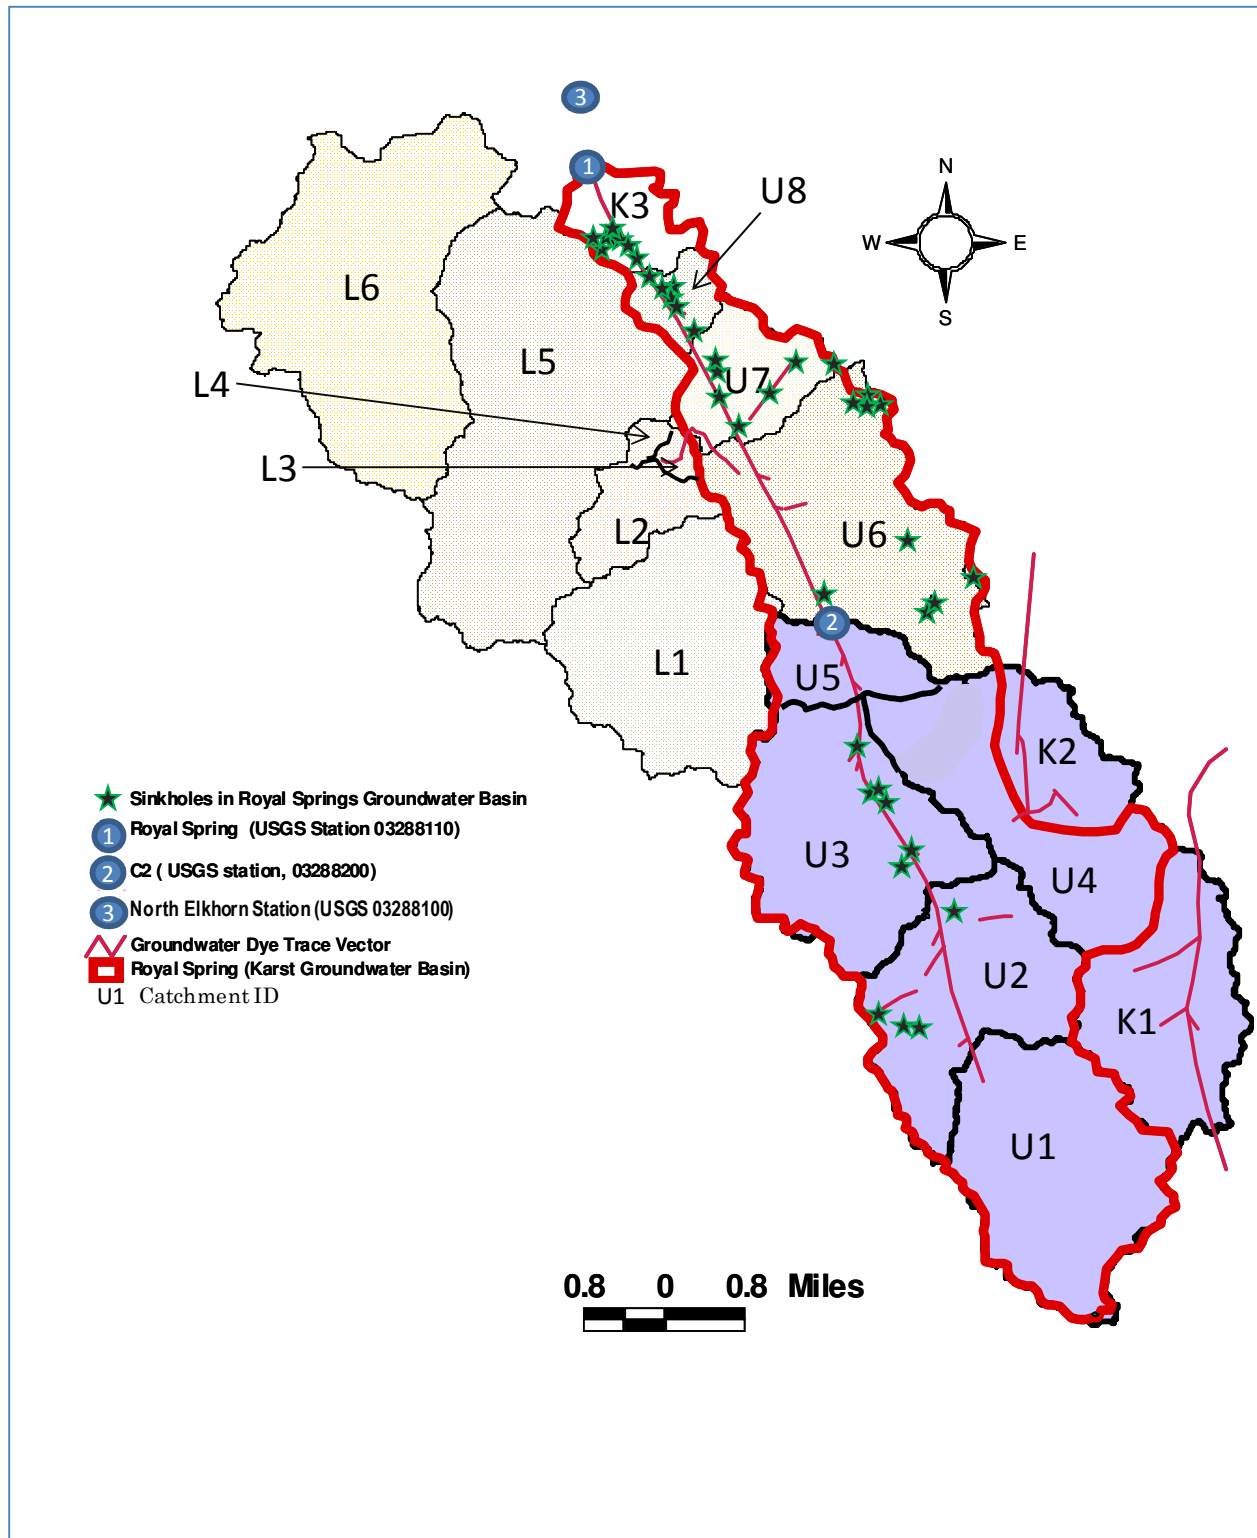 3
1
K3
U8
N
W
E
S
L6
L5
L4
U7
L3
L2
U6
2
L1
U5
K2
U3
U4
U2
K1
U1
Sinkholes in Royal Springs Groundwater Basin
1 Royal Spring (USGS Station 03288110)
2 C2 ( USGS station, 03288200)
3 North Elkhorn Station (USGS 03288100)
Groundwater Dye Trace Vector
Royal Spring (Karst Groundwater Basin)
U1 Catchment ID
0.8 0 0.8 Miles